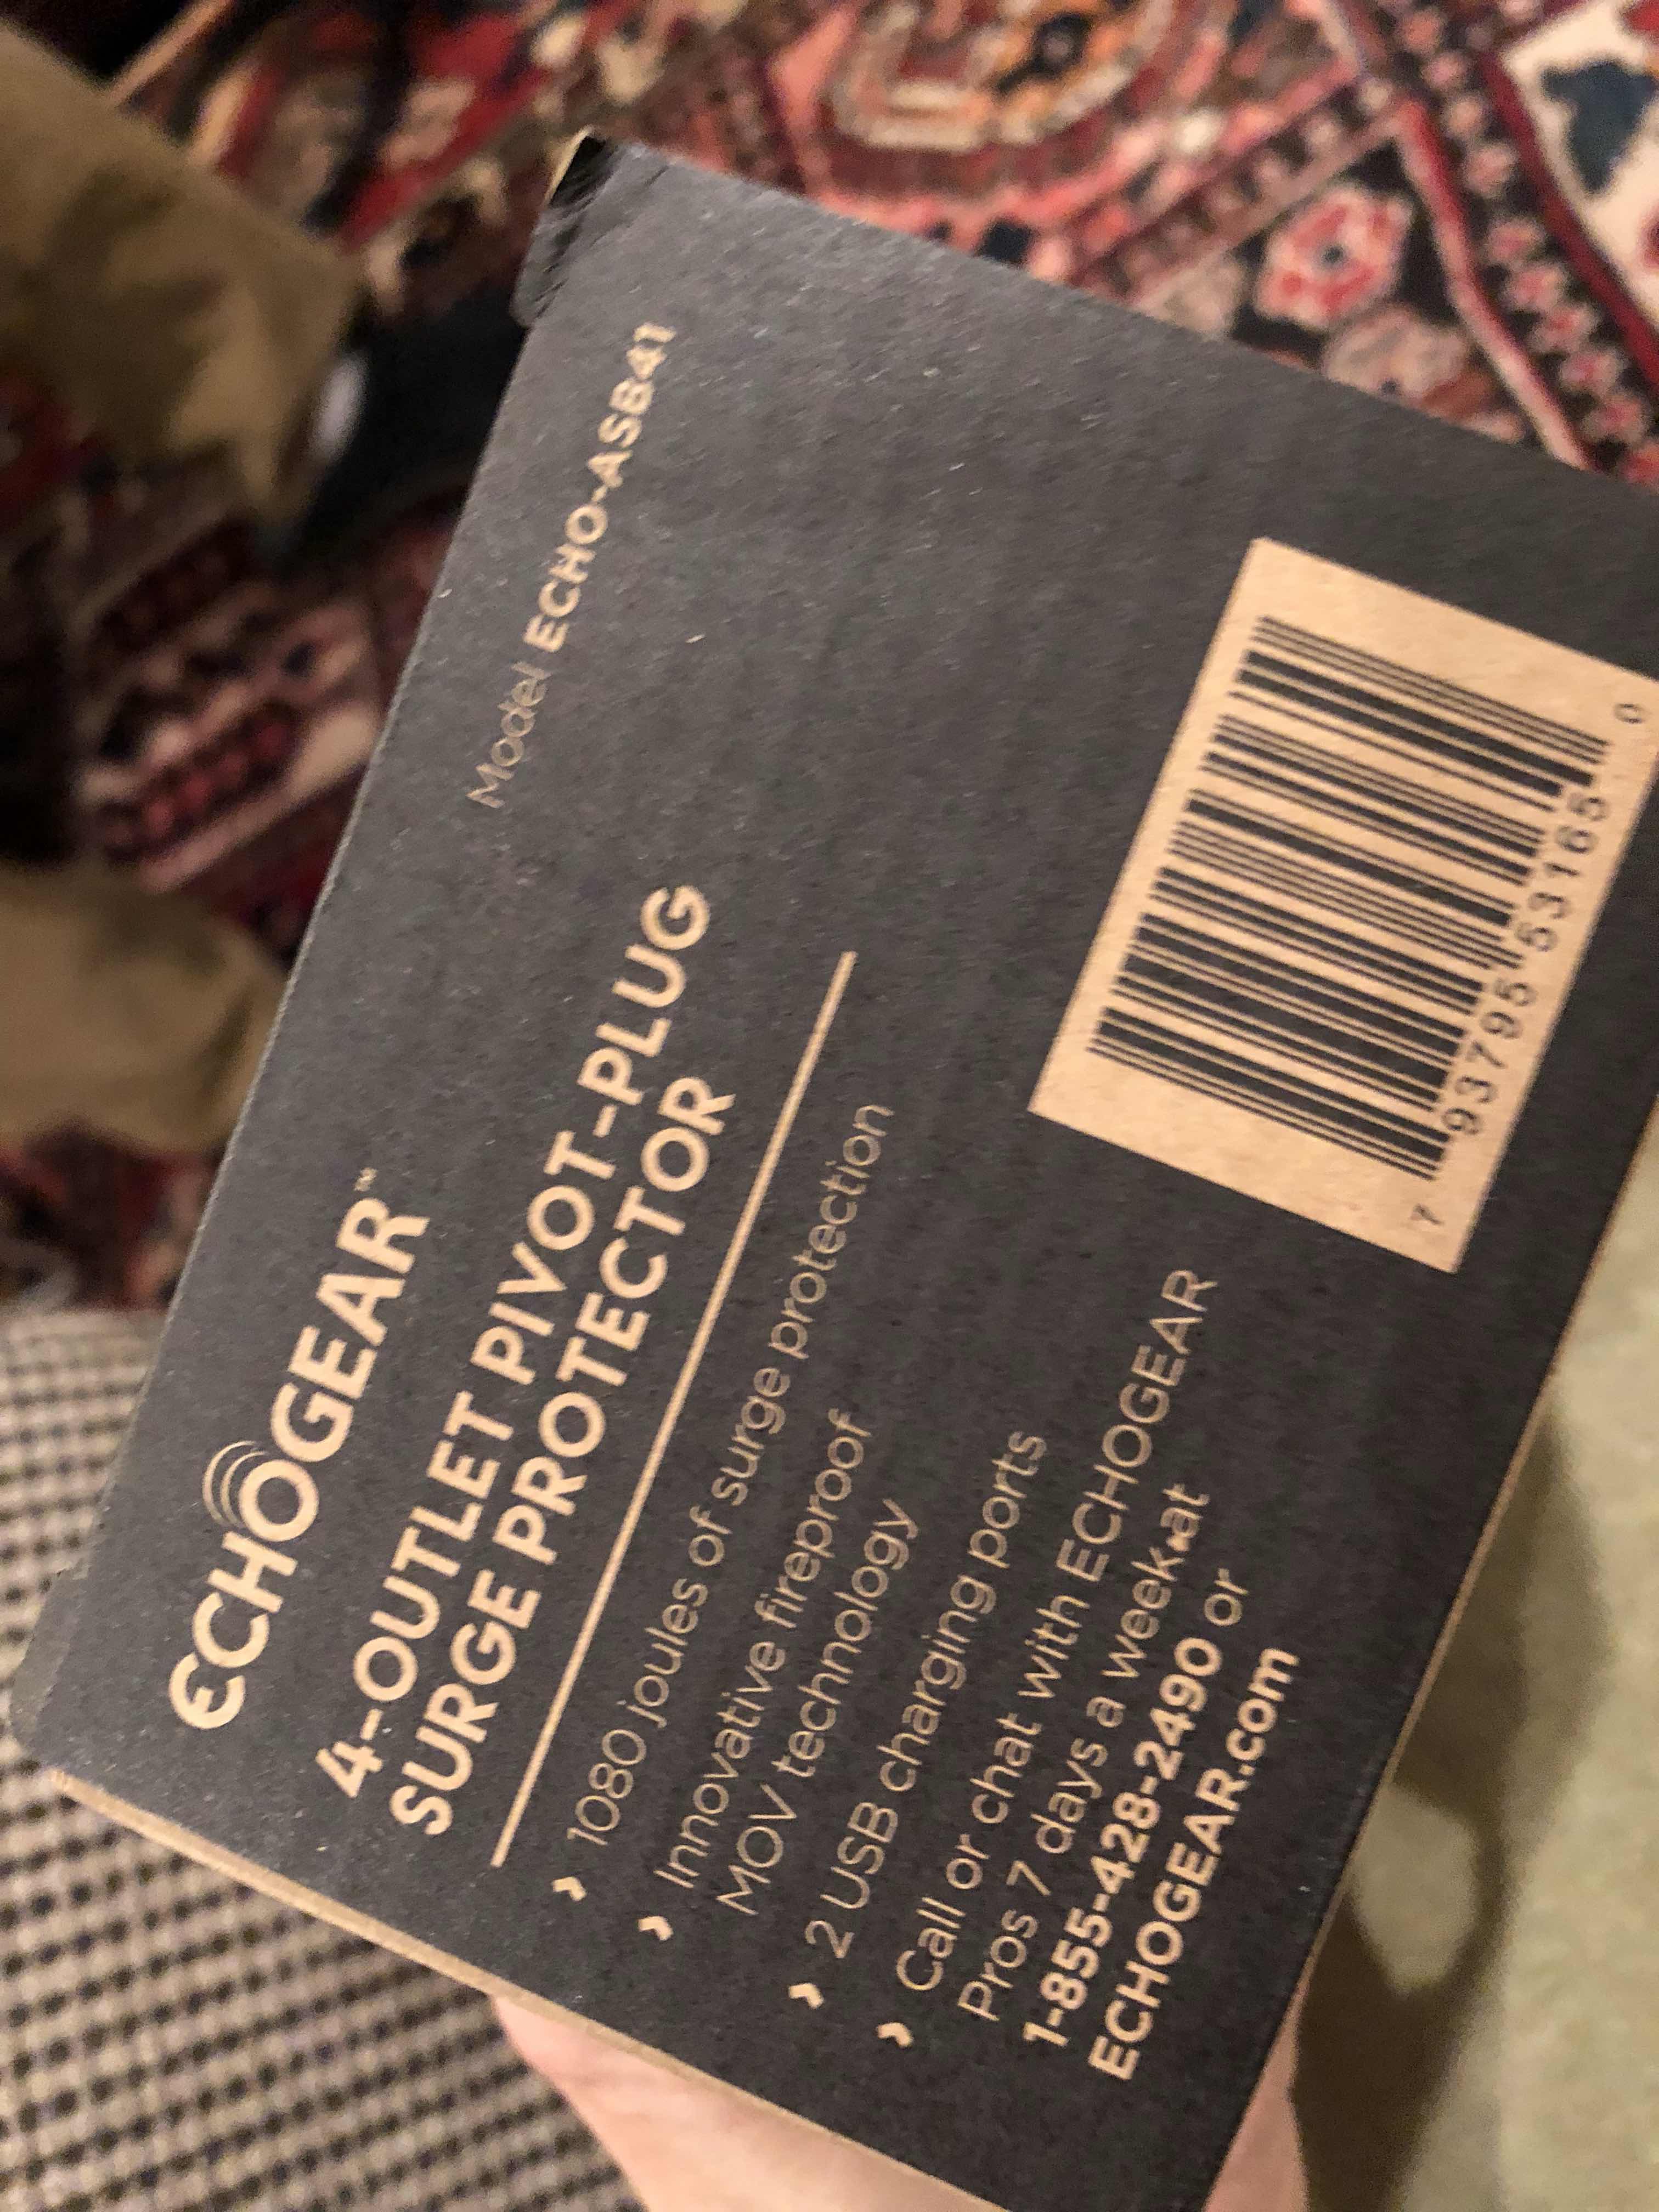 ECHOGEAR™
Model ECHO-ASB41
4-OUTLET PIVOT-PLUG
SURGE PROTECTOR
› 1080 joules of surge protection
› Innovative fireproof
MOV technology
› 2 USB charging ports
› Call or chat with ECHOGEAR
Pros 7 days a week at
1-855-428-2490 or
ECHOGEAR.com
7 93795 53165 0